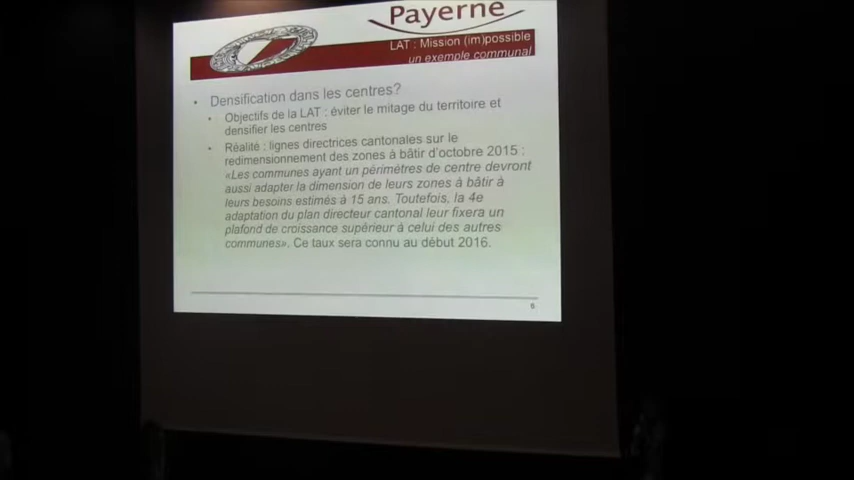 Payerne
LAT : Mission (im)possible
un exemple communal
• Densification dans les centres?
• Objectifs de la LAT : éviter le mitage du territoire et
densifier les centres
• Réalité : lignes directrices cantonales sur le
redimensionnement des zones à bâtir d'octobre 2015 :
«Les communes ayant un périmètres de centre devront
aussi adapter la dimension de leurs zones à bâtir à
leurs besoins estimés à 15 ans. Toutefois, la 4e
adaptation du plan directeur cantonal leur fixera un
plafond de croissance supérieur à celui des autres
communes». Ce taux sera connu au début 2016.